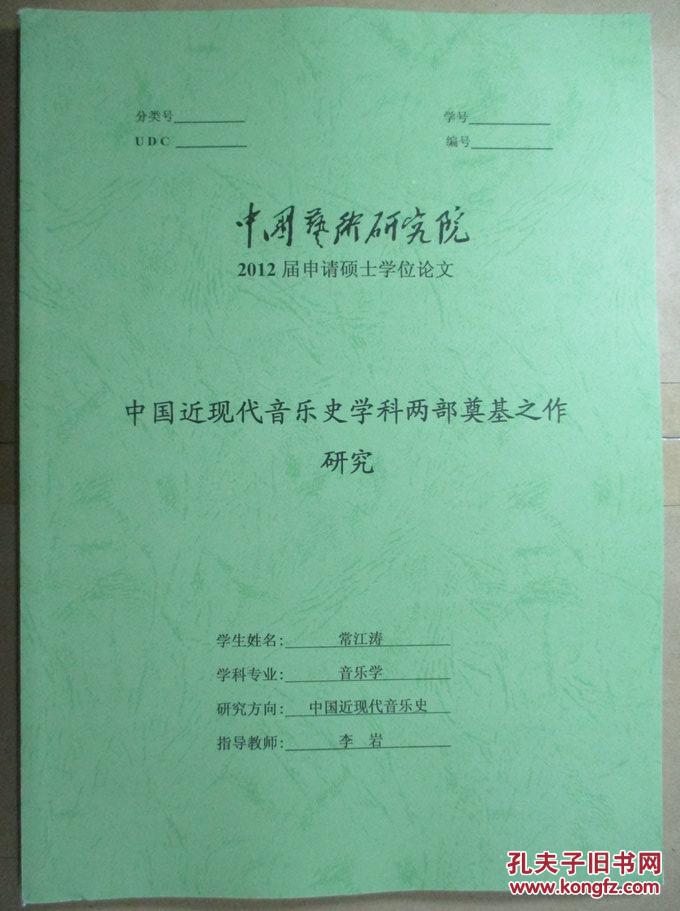 分类号 学号
UDC 编号
中国艺術研究院
2012 届申请硕士学位论文
中国近现代音乐史学科两部奠基之作
研究
学生姓名: 常江涛
学科专业: 音乐学
研究方向: 中国近现代音乐史
指导教师: 李 岩
孔夫子旧书网
www.kongfz.com